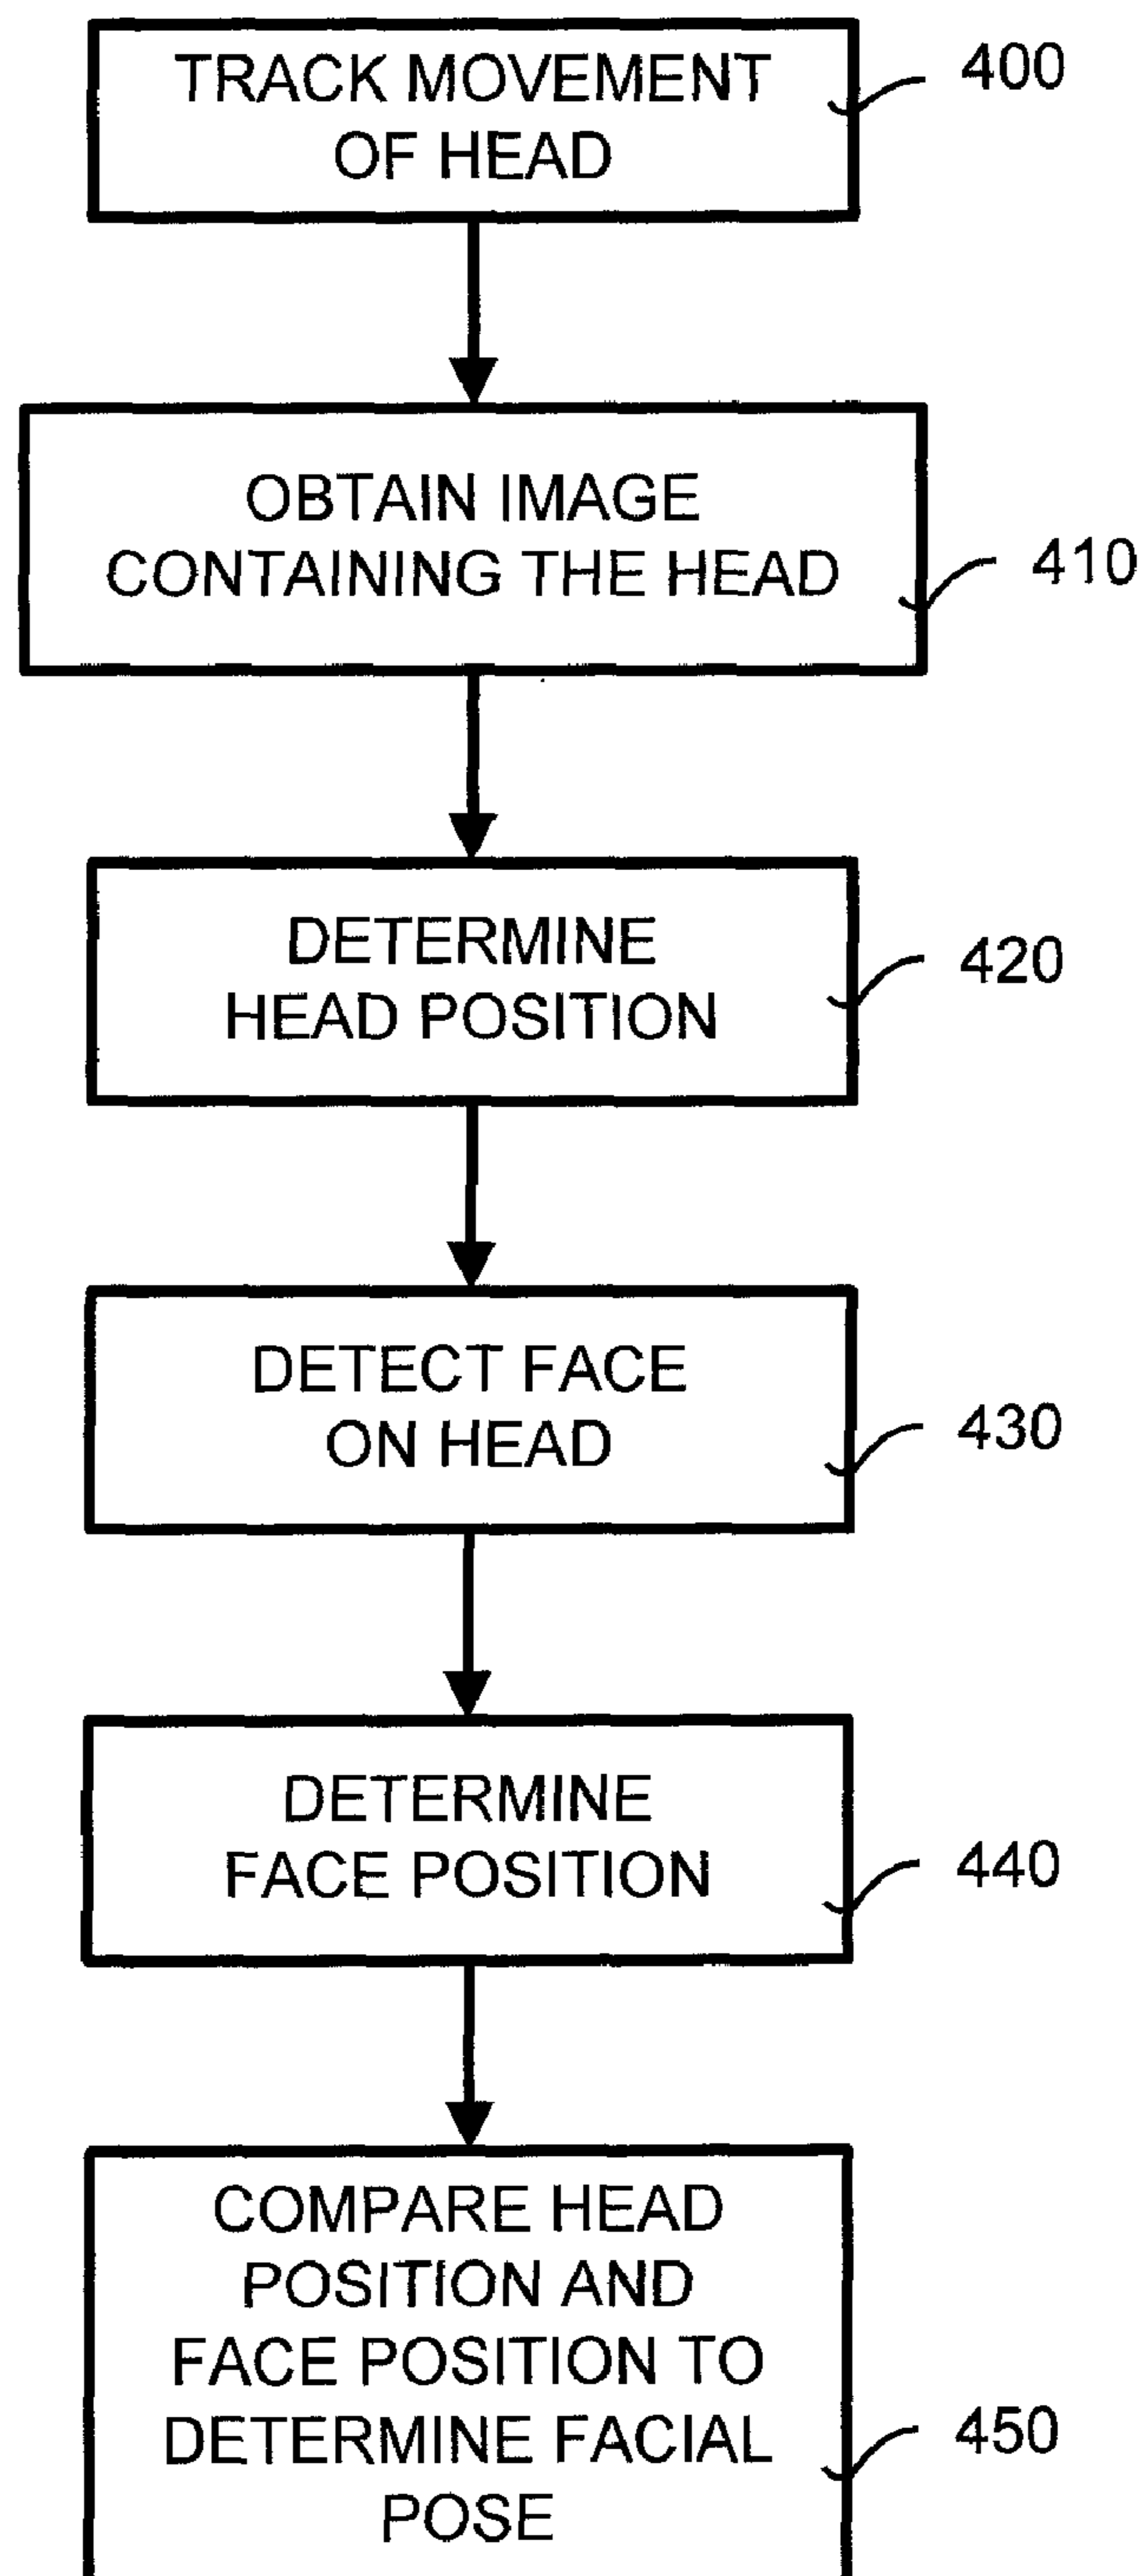 TRACK MOVEMENT
OF HEAD
400
OBTAIN IMAGE
CONTAINING THE HEAD
410
DETERMINE
HEAD POSITION
420
DETECT FACE
ON HEAD
430
DETERMINE
FACE POSITION
440
COMPARE HEAD
POSITION AND
FACE POSITION TO
DETERMINE FACIAL
POSE
450